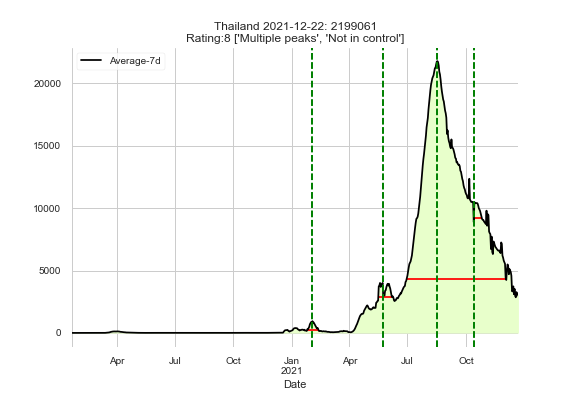 Thailand 2021-12-22: 2199061
Rating:8 ['Multiple peaks', 'Not in control']
Average-7d
20000
15000
10000
5000
0
Apr Jul Oct Jan Apr Jul Oct
2021
Date